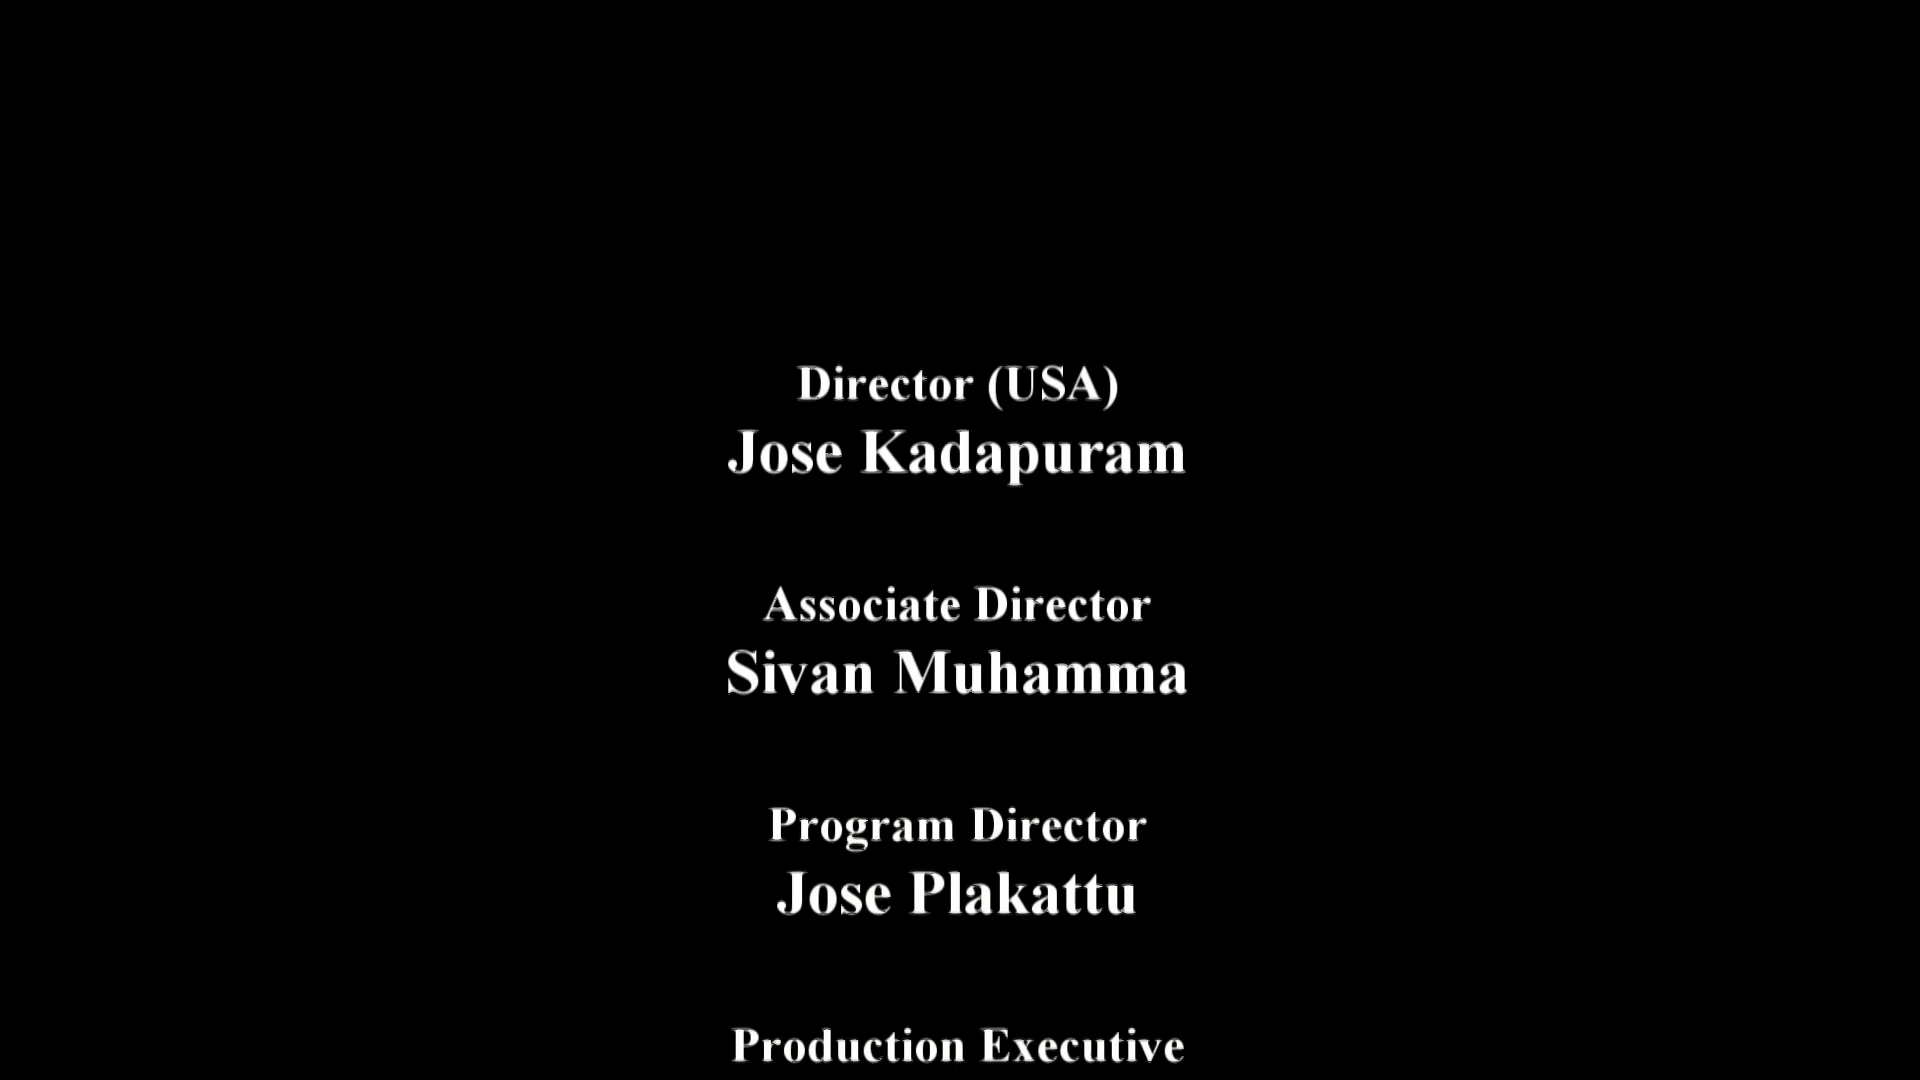 Director (USA)
Jose Kadapuram
Associate Director
Sivan Muhamma
Program Director
Jose Plakattu
Production Executive